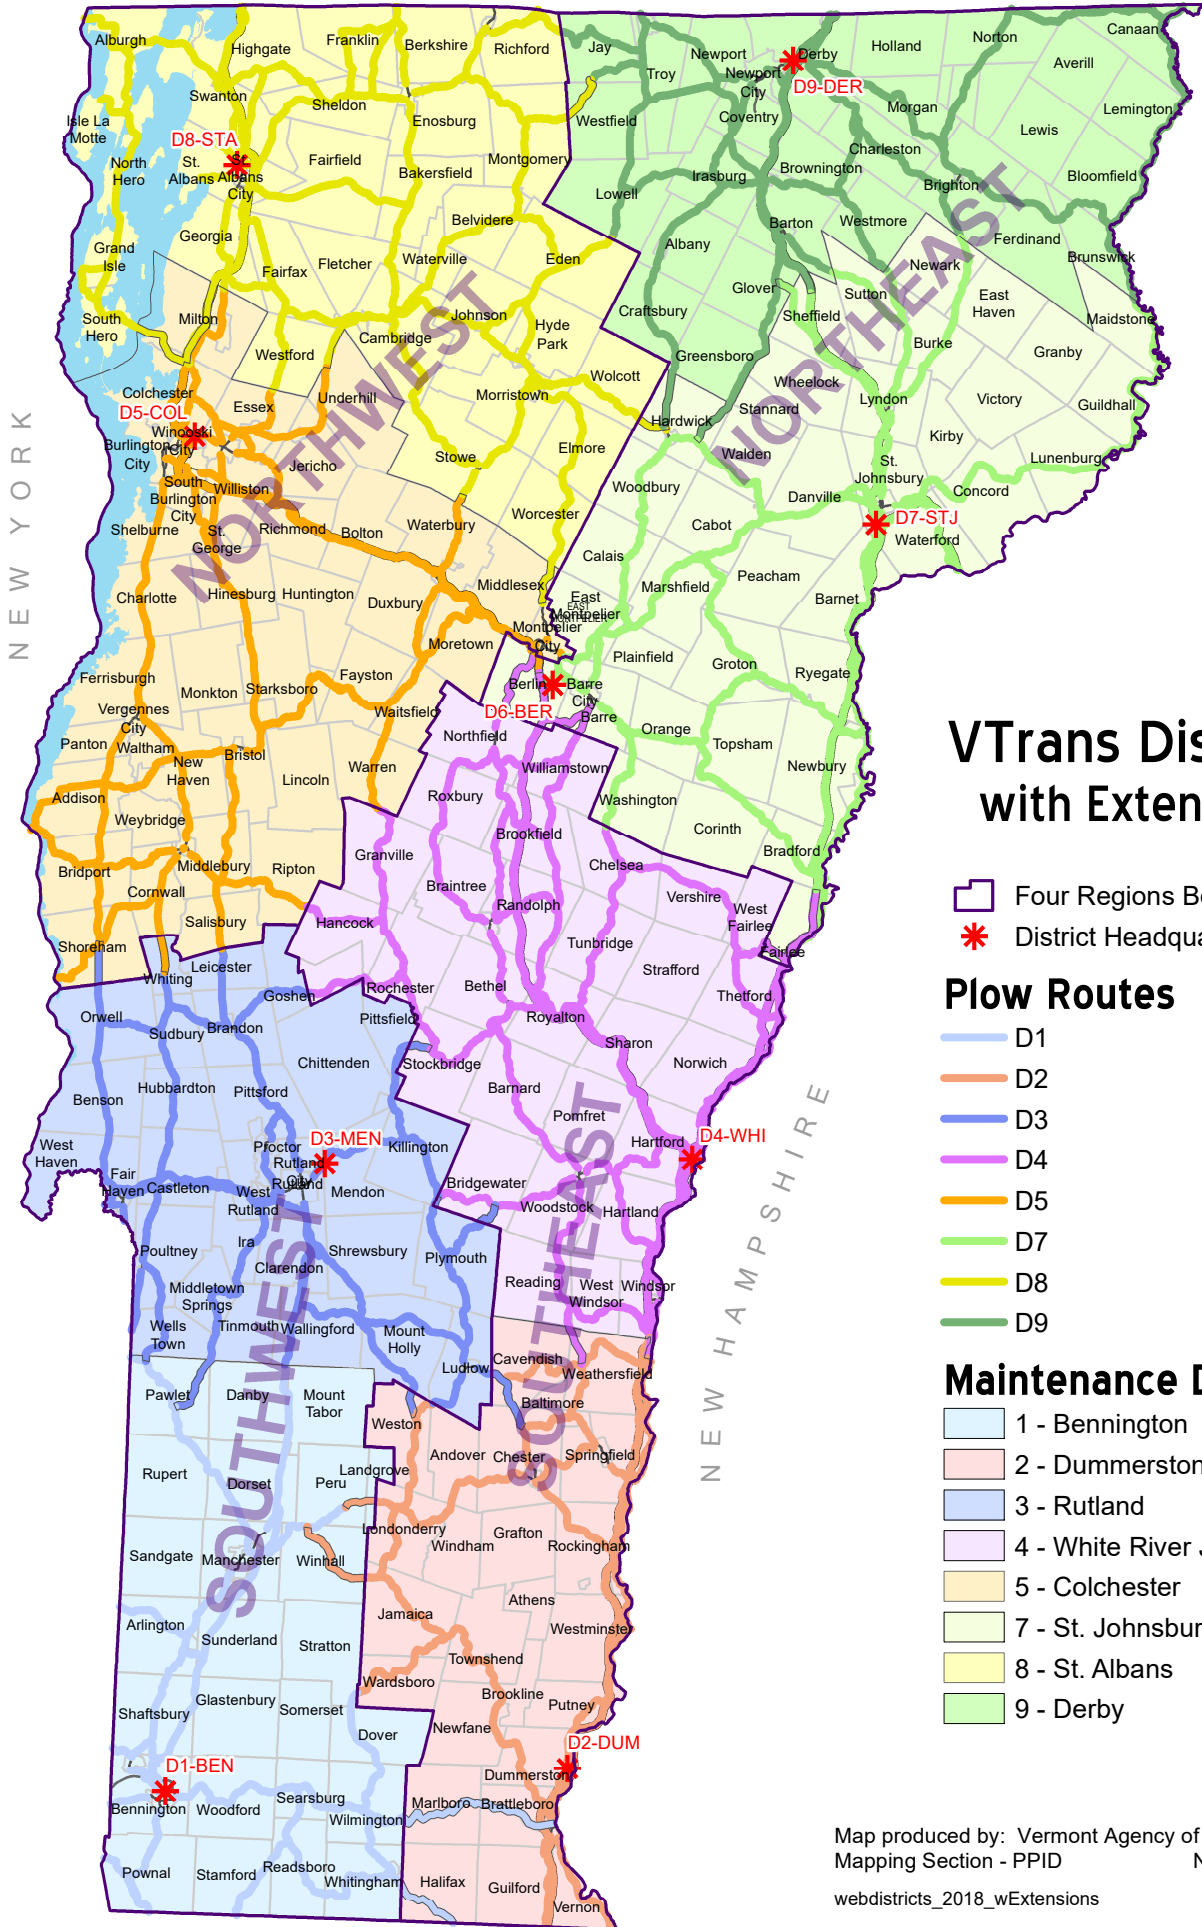 Alburgh
Highgate
Franklin
Berkshire
Richford
Jay
Newport
Derby
Holland
Norton
Canaan
Averill
Troy
Newport
City
D9-DER
Swanton
Sheldon
Enosburg
Westfield
Coventry
Morgan
Lemington
Lewis
Isle La
Motte
D8-STA
North
Hero
St.
Albans
St.
Albans
City
Fairfield
Bakersfield
Montgomery
Lowell
Irasburg
Brownington
Charleston
Brighton
Bloomfield
Georgia
Belvidere
Albany
Barton
Westmore
Ferdinand
Brunswick
Grand
Isle
Fairfax
Fletcher
Waterville
Eden
Newark
NORTHEAST
South
Hero
Milton
Johnson
Hyde
Park
Craftsbury
Glover
Sheffield
Sutton
East
Haven
Maidstone
Westford
Cambridge
Greensboro
Burke
Granby
Wolcott
Wheelock
Colchester
D5-COL
Essex
Underhill
Morristown
Hardwick
Stannard
Lyndon
Victory
Guildhall
NORTHWEST
Winooski
City
Burlington
City
Jericho
Stowe
Elmore
Walden
Kirby
Lunenburg
South
Burlington
City
Williston
St.
Johnsbury
Concord
Woodbury
Danville
Shelburne
St.
George
Richmond
Bolton
Waterbury
Worcester
Cabot
D7-STJ
Waterford
NEW YORK
Calais
Marshfield
Peacham
Charlotte
Hinesburg
Huntington
Duxbury
Middlesex
East
Montpelier
EAST
MONTPELIER
Barnet
Montpelier
City
Moretown
Plainfield
Groton
Ryegate
Ferrisburgh
Monkton
Starksboro
Fayston
Berlin
Barre
City
D6-BER
Barre
Vergennes
City
Waitsfield
Orange
Topsham
Panton
Waltham
New
Haven
Bristol
Lincoln
Warren
Northfield
Williamstown
Newbury
VTrans Dis
with Exten
Addison
Weybridge
Roxbury
Washington
Brookfield
Corinth
Bradford
Bridport
Middlebury
Ripton
Granville
Chelsea
Cornwall
Braintree
Randolph
Vershire
West
Fairlee
Four Regions B
Salisbury
Hancock
Tunbridge
Fairlee
District Headqua
Shoreham
Whiting
Leicester
Strafford
Goshen
Rochester
Bethel
Thetford
Plow Routes
Orwell
Sudbury
Brandon
Pittsfield
Royalton
Sharon
D1
Chittenden
Stockbridge
Norwich
D2
Benson
Hubbardton
Pittsford
Barnard
Pomfret
D3
West
Haven
Proctor
D3-MEN
Rutland
Killington
Hartford
D4-WHI
D4
Fair
Haven
Castleton
West
Rutland
Rutland
City
Mendon
Bridgewater
Woodstock
Hartland
D5
Ira
Poultney
Clarendon
Shrewsbury
Plymouth
D7
NEW HAMPSHIRE
Middletown
Springs
Reading
West
Windsor
Windsor
D8
Wells
Town
Tinmouth
Wallingford
Mount
Holly
D9
SOUTHEAST
Ludlow
Cavendish
Weathersfield
Maintenance D
Pawlet
Danby
Mount
Tabor
Weston
Baltimore
1 - Bennington
Andover
Chester
Springfield
2 - Dummerston
Rupert
Dorset
Peru
Landgrove
3 - Rutland
SOUTHWEST
Londonderry
Windham
Grafton
Rockingham
4 - White River
Sandgate
Manchester
Winhall
5 - Colchester
Athens
Arlington
Sunderland
Stratton
Jamaica
Westminster
7 - St. Johnsbur
Townshend
8 - St. Albans
Shaftsbury
Glastenbury
Somerset
Wardsboro
Brookline
Putney
9 - Derby
Dover
Newfane
D1-BEN
D2-DUM
Dummerston
Bennington
Woodford
Searsburg
Wilmington
Marlboro
Brattleboro
Map produced by: Vermont Agency of
Mapping Section - PPID N
Pownal
Stamford
Readsboro
Whitingham
Halifax
Guilford
Vernon
webdistricts_2018_wExtensions